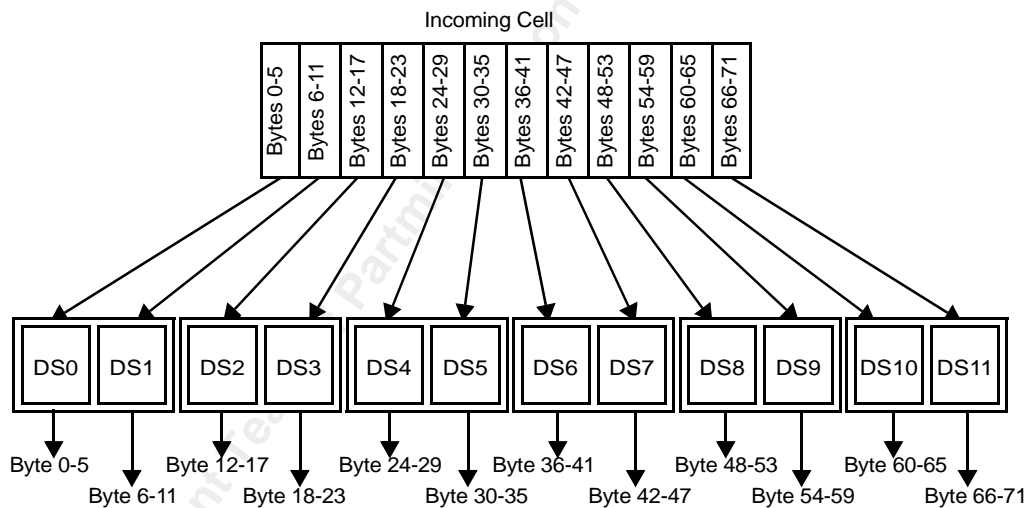 Incoming Cell
Bytes 0-5
Bytes 6-11
Bytes 12-17
Bytes 18-23
Bytes 24-29
Bytes 30-35
Bytes 36-41
Bytes 42-47
Bytes 48-53
Bytes 54-59
Bytes 60-65
Bytes 66-71
DS0
DS1
DS2
DS3
DS4
DS5
DS6
DS7
DS8
DS9
DS10
DS11
Byte 0-5
Byte 12-17
Byte 24-29
Byte 36-41
Byte 48-53
Byte 60-65
Byte 6-11
Byte 18-23
Byte 30-35
Byte 42-47
Byte 54-59
Byte 66-71